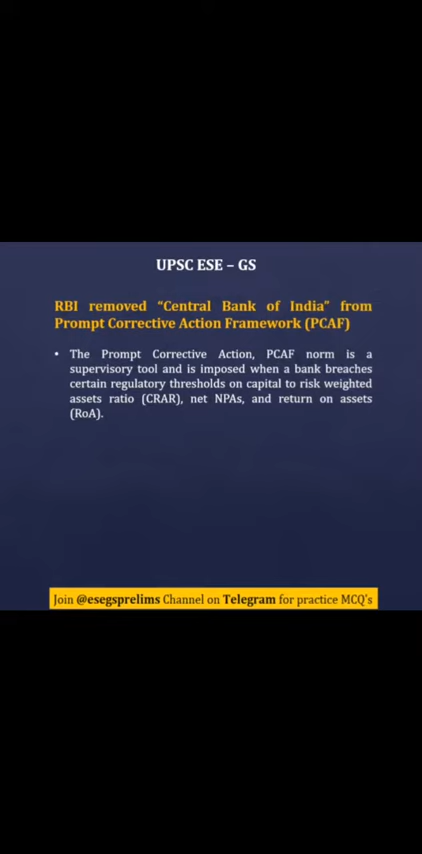 UPSC ESE – GS
RBI removed “Central Bank of India” from
Prompt Corrective Action Framework (PCAF)
• The Prompt Corrective Action, PCAF norm is a
supervisory tool and is imposed when a bank breaches
certain regulatory thresholds on capital to risk weighted
assets ratio (CRAR), net NPAs, and return on assets
(RoA).
Join @esegsprelims Channel on Telegram for practice MCQ’s